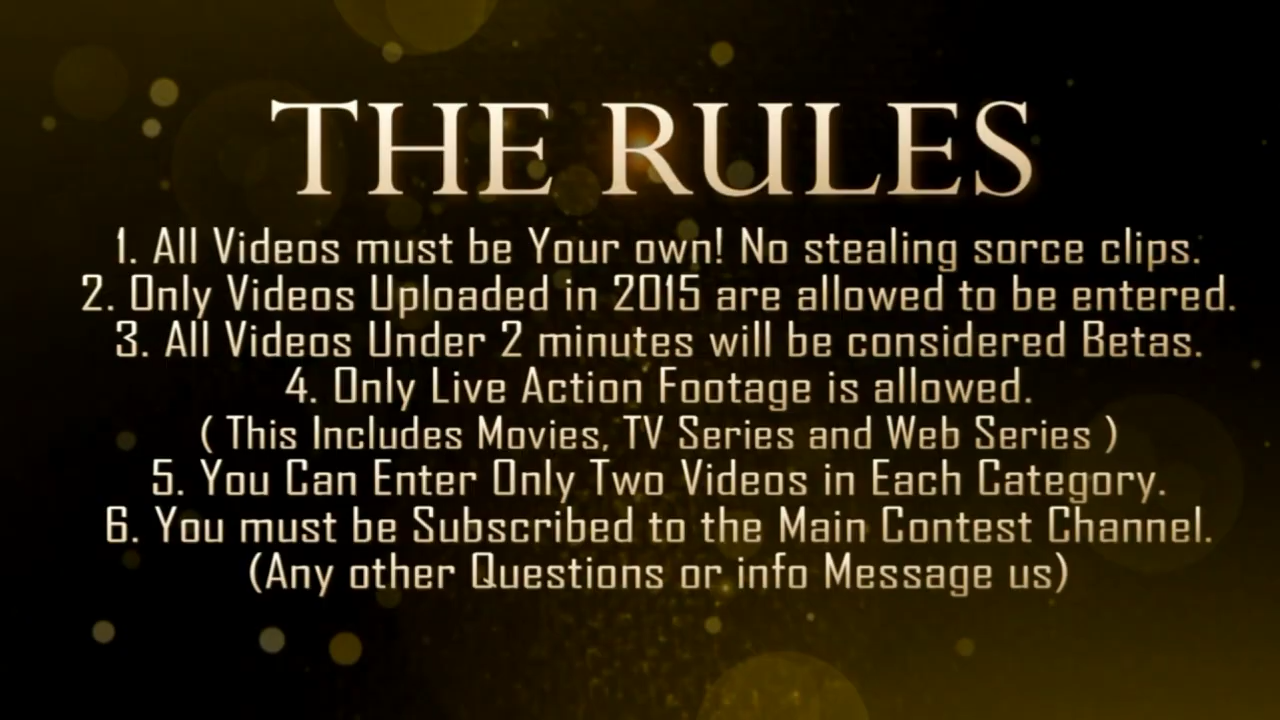 THE RULES
1. All Videos must be Your own! No stealing sorce clips.
2. Only Videos Uploaded in 2015 are allowed to be entered.
3. All Videos Under 2 minutes will be considered Betas.
4. Only Live Action Footage is allowed.
( This Includes Movies, TV Series and Web Series )
5. You Can Enter Only Two Videos in Each Category.
6. You must be Subscribed to the Main Contest Channel.
(Any other Questions or info Message us)